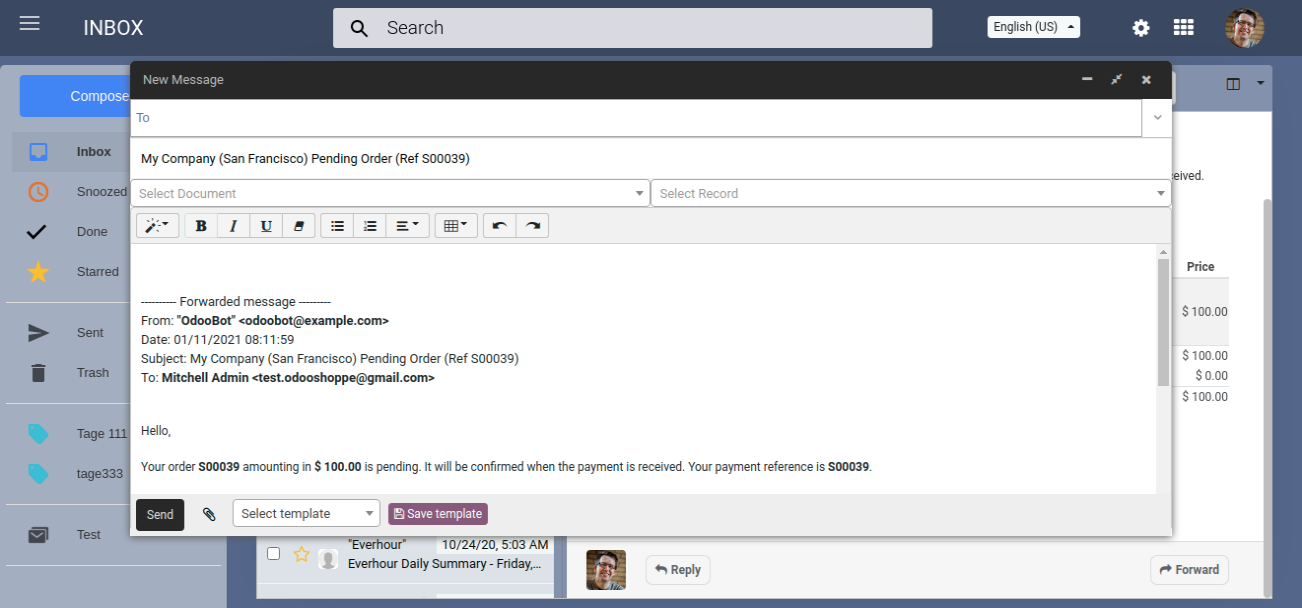 INBOX
Search
English (US)
New Message
Compose
To
Inbox
My Company (San Francisco) Pending Order (Ref S00039)
eived.
Snoozed
Select Document
Select Record
Done
B I U
Starred
Price
---------- Forwarded message ---------
$ 100.00
From: "OdooBot" <odoobot@example.com>
Sent
Date: 01/11/2021 08:11:59
Subject: My Company (San Francisco) Pending Order (Ref S00039)
$ 100.00
Trash
To: Mitchell Admin <test.odooshoppe@gmail.com>
$ 0.00
$ 100.00
Tage 111
Hello,
tage333
Your order S00039 amounting in $ 100.00 is pending. It will be confirmed when the payment is received. Your payment reference is S00039.
Send
Select template
Save template
Test
"Everhour"
10/24/20, 5:03 AM
Everhour Daily Summary - Friday,...
Reply
Forward